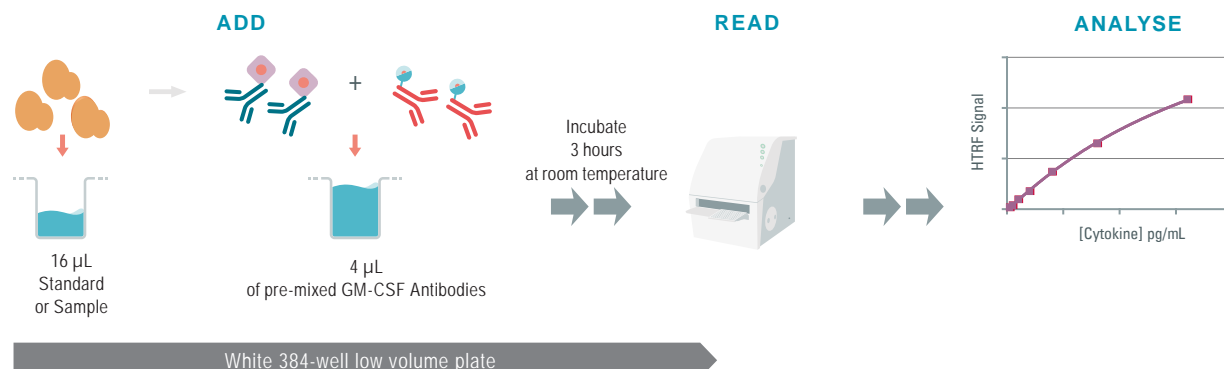 ADD
READ
ANALYSE
+
Incubate
3 hours
at room temperature
HTRF Signal
[Cytokine] pg/mL
16 µL
Standard
or Sample
4 µL
of pre-mixed GM-CSF Antibodies
White 384-well low volume plate